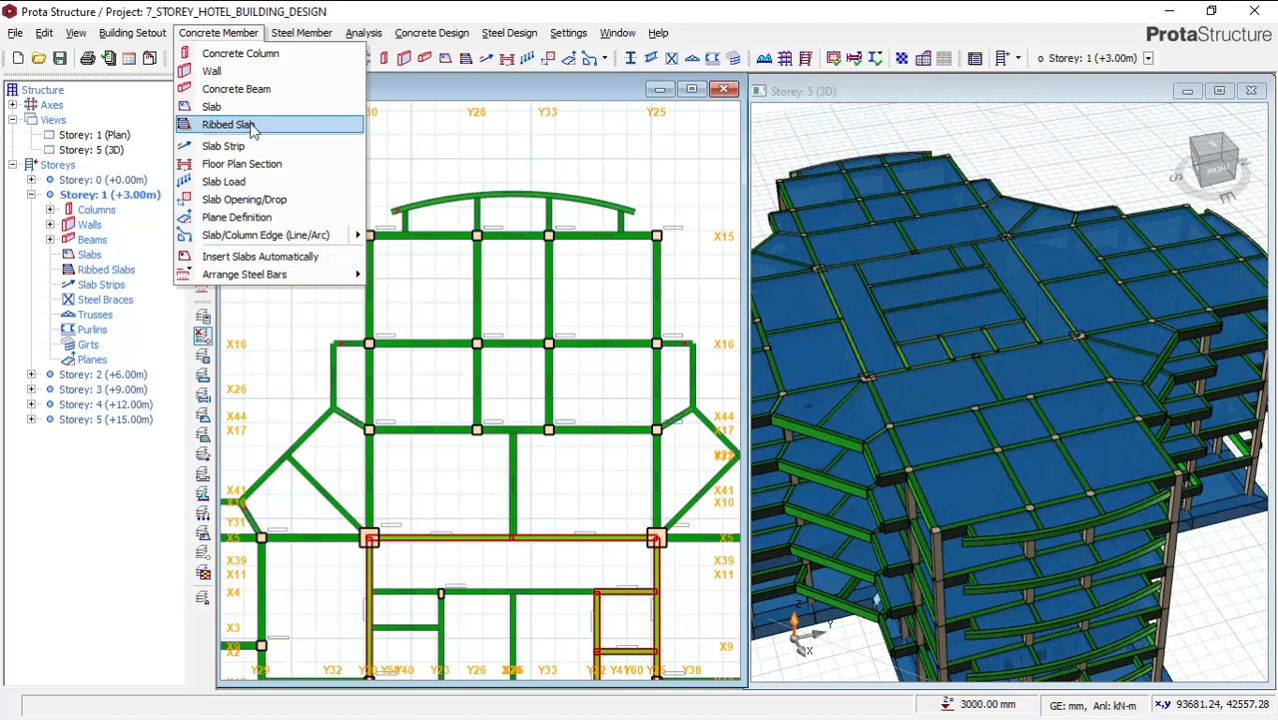 Prota Structure / Project: 7_STOREY_HOTEL_BUILDING_DESIGN
File Edit View Building Setout Concrete Member Steel Member Analysis Concrete Design Steel Design Settings Window Help
ProtaStructure
Storey: 1 (+3.00m)
Structure
Axes
Views
Storey: 1 (Plan)
Storey: 5 (3D)
Storeys
Storey: 0 (+0.00m)
Storey: 1 (+3.00m)
Columns
Walls
Beams
Slabs
Ribbed Slabs
Slab Strips
Steel Braces
Trusses
Purlins
Girts
Planes
Storey: 2 (+6.00m)
Storey: 3 (+9.00m)
Storey: 4 (+12.00m)
Storey: 5 (+15.00m)
Concrete Column
Wall
Concrete Beam
Slab
Ribbed Slab
Slab Strip
Floor Plan Section
Slab Load
Slab Opening/Drop
Plane Definition
Slab/Column Edge (Line/Arc)
Insert Slabs Automatically
Arrange Steel Bars
Y26 Y33 Y25
X15
X16 X16
X26
X44 X44
X17 X17
X41 X41
X10
Y31
X5 X5
X39 X39
X11 X11
X4
X3
X9
X2
Y29 Y32 Y23 Y33 Y38
Storey: 5 (3D)
RIGHT
S
Z
Y
X
Z= 3000.00 mm
GE: mm, Anl: kN-m
x,y 93681.24, 42557.28